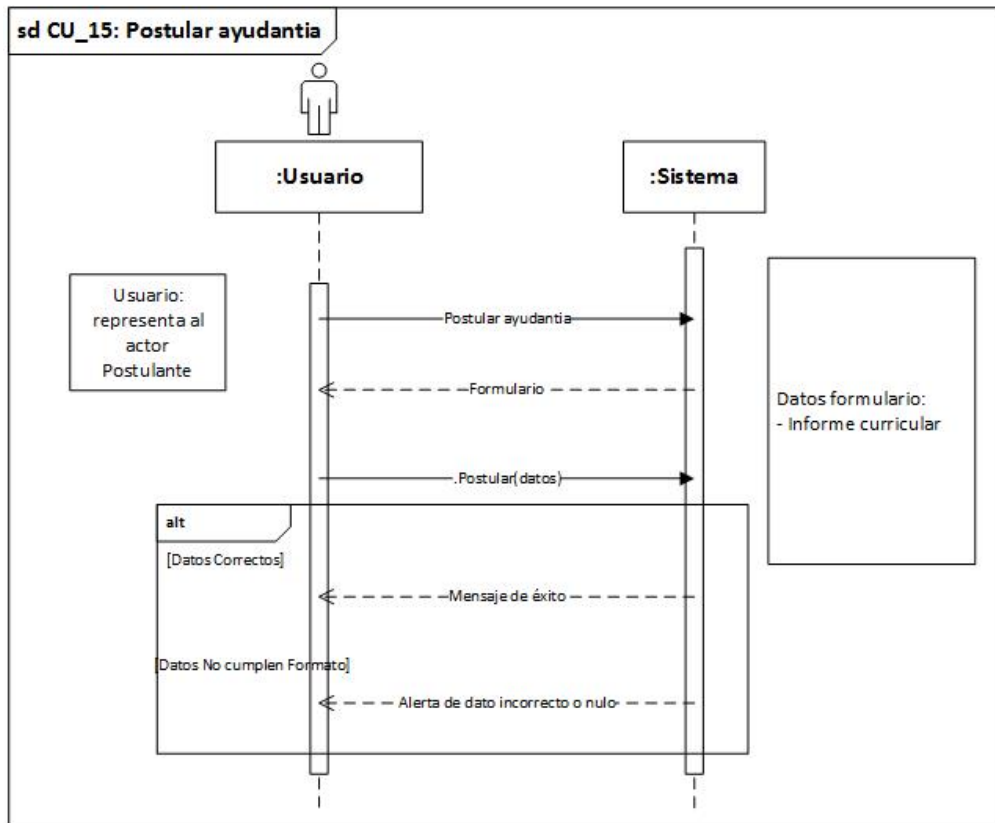 sd CU_15: Postular ayudantia
:Usuario
:Sistema
Usuario:
representa al
actor
Postulante
Postular ayudantia
Formulario
Datos formulario:
- Informe curricular
.Postular(datos)
alt
[Datos Correctos]
Mensaje de éxito
[Datos No cumplen Formato]
Alerta de dato incorrecto o nulo